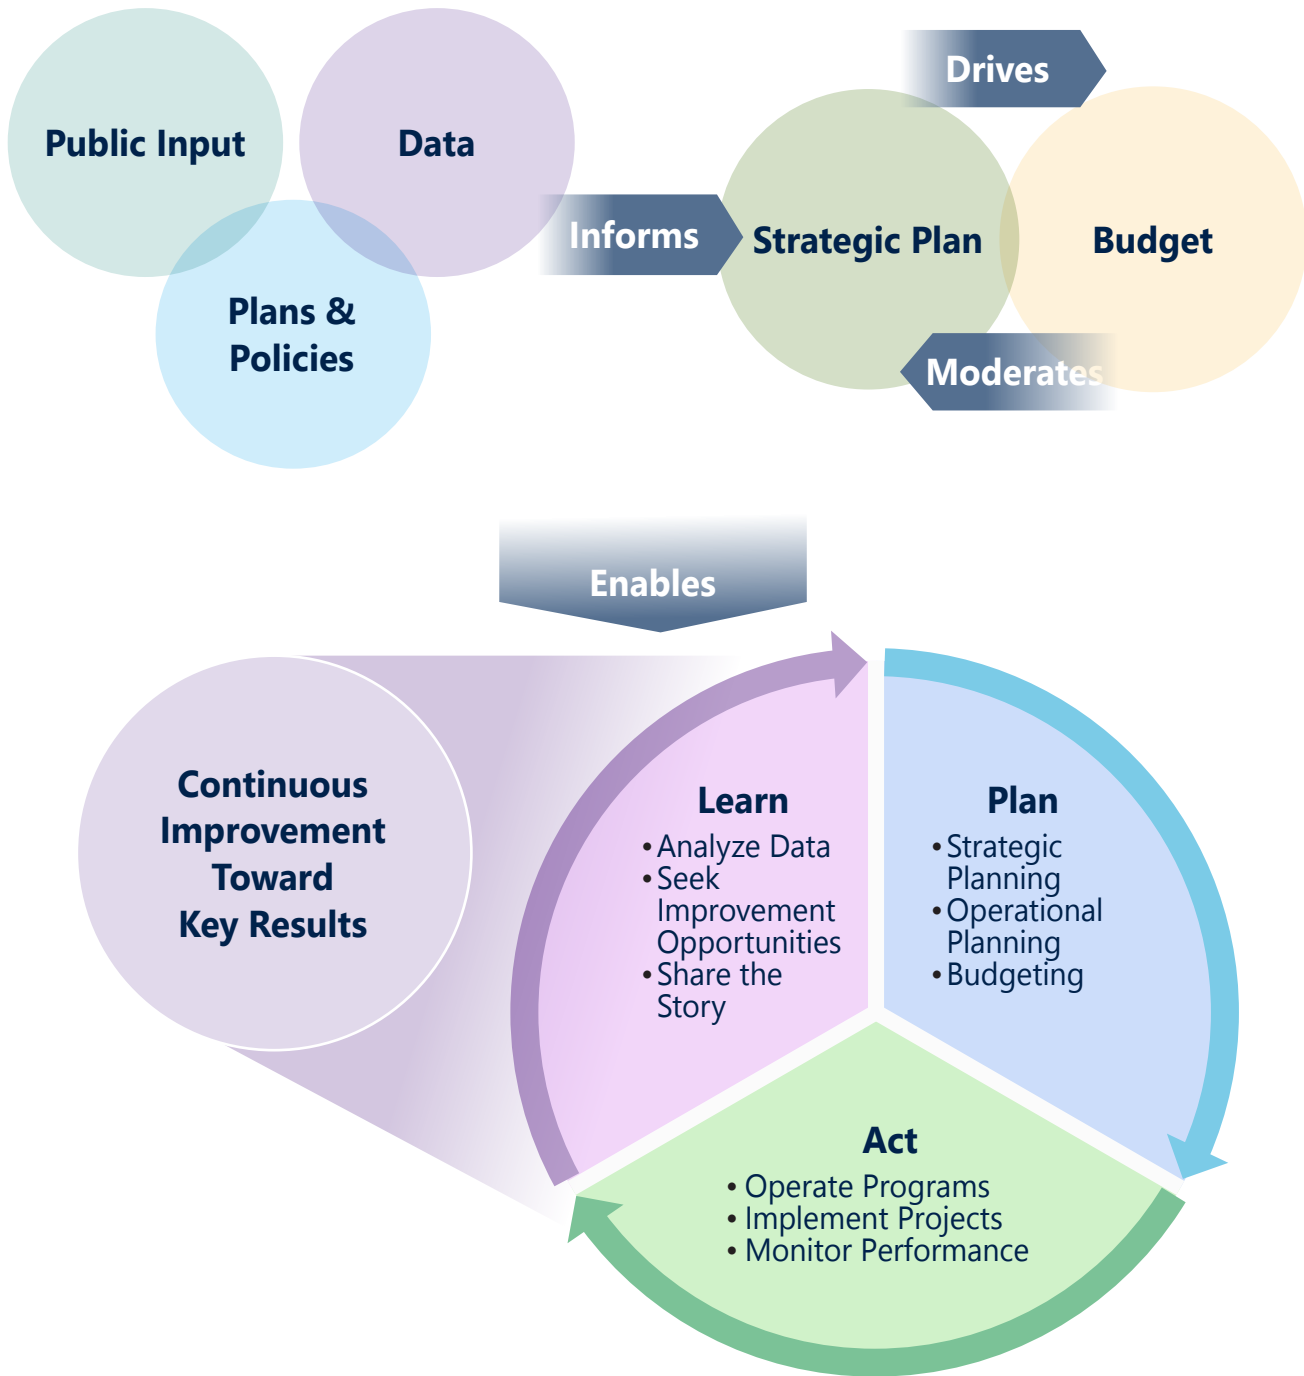 Public Input
Data
Plans &
Policies
Informs
Drives
Strategic Plan
Budget
Moderates
Enables
Continuous
Improvement
Toward
Key Results
Learn
• Analyze Data
• Seek
Improvement
Opportunities
• Share the
Story
Plan
• Strategic
Planning
• Operational
Planning
• Budgeting
Act
• Operate Programs
• Implement Projects
• Monitor Performance